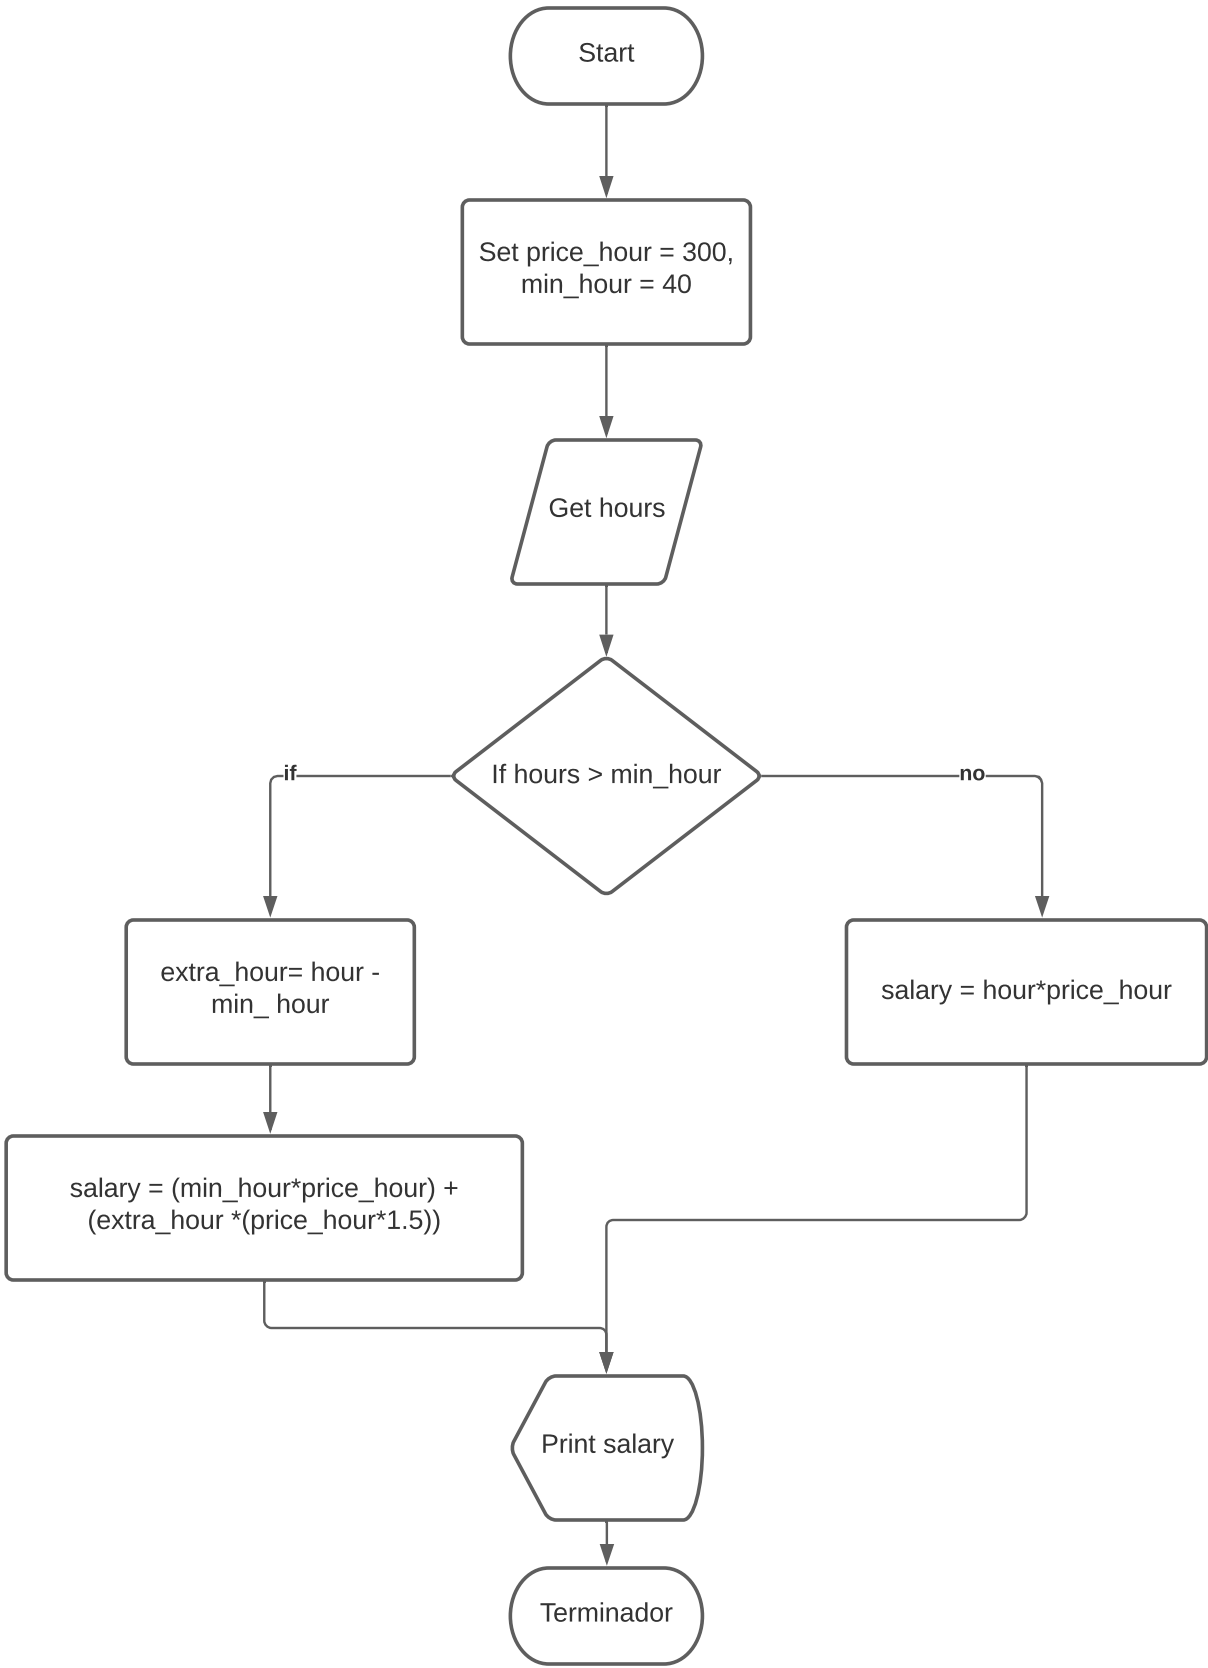 Start
Set price_hour = 300,
min_hour = 40
Get hours
If hours > min_hour
if
no
extra_hour= hour -
min_ hour
salary = hour*price_hour
salary = (min_hour*price_hour) +
(extra_hour *(price_hour*1.5))
Print salary
Terminador